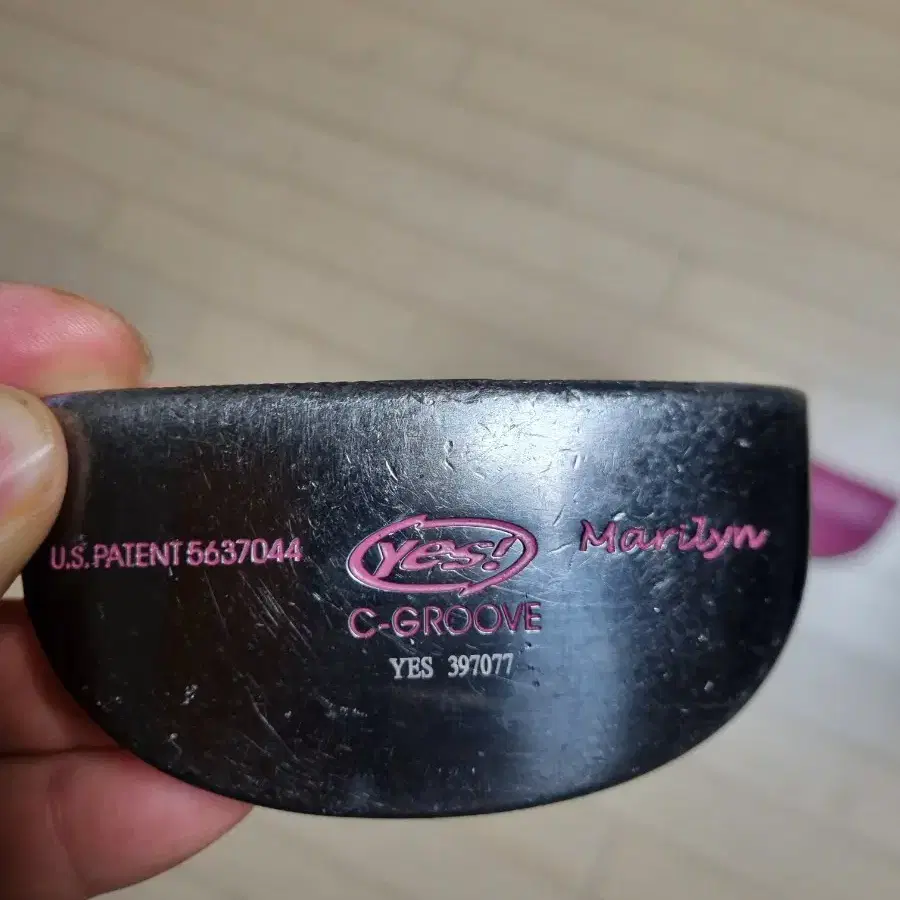 U.S. PATENT 5637044
Yes!
Marilyn
C-GROOVE
YES 397077